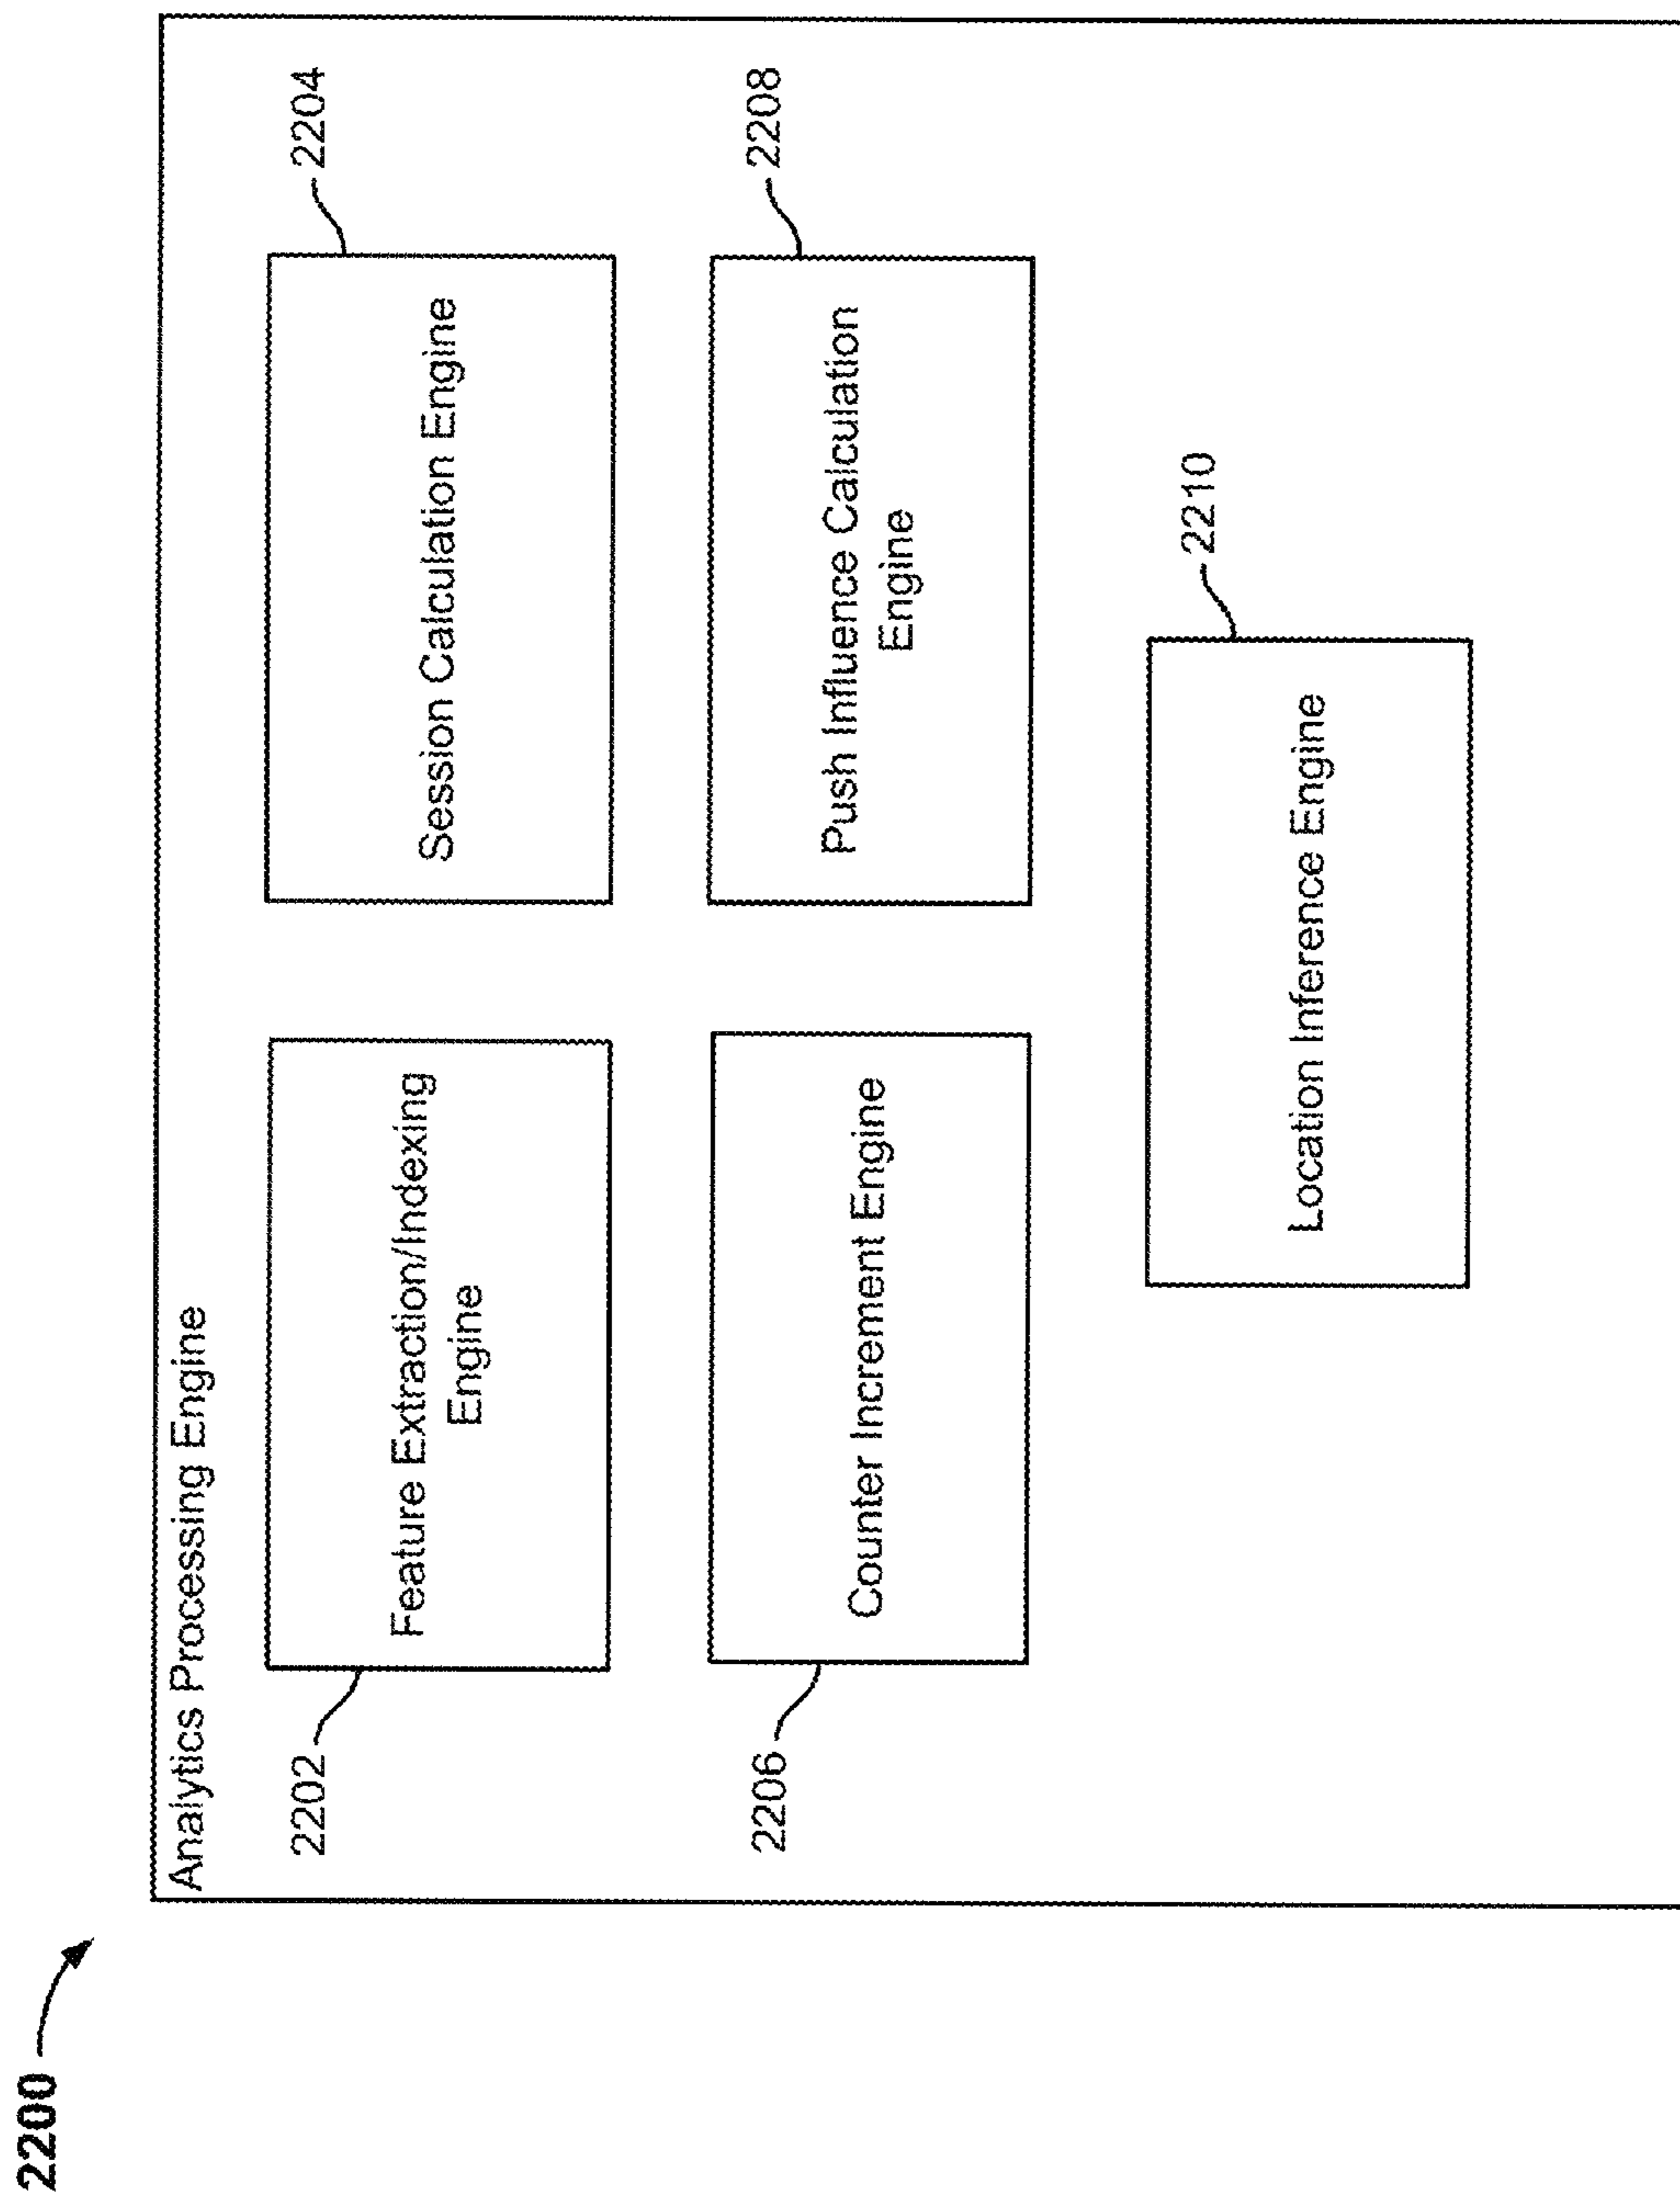 2200
Analytics Processing Engine
2202
Feature Extraction/Indexing
Engine
Session Calculation Engine
2204
2206
Counter Increment Engine
Push Influence Calculation
Engine
2208
Location Inference Engine
2210